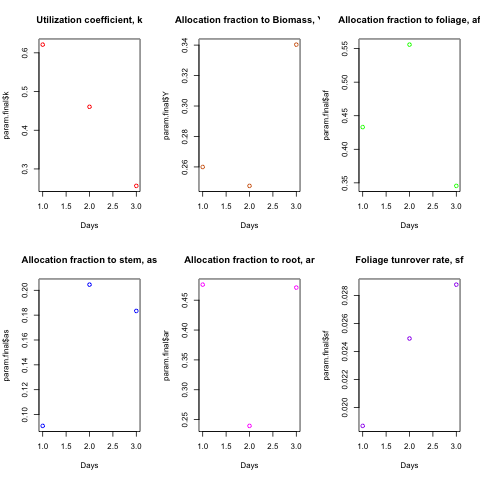 Utilization coefficient, k
param.final$k
0.3 0.4 0.5 0.6
1.0 1.5 2.0 2.5 3.0
Days
Allocation fraction to Biomass, Y
param.final$Y
0.26 0.28 0.30 0.32 0.34
1.0 1.5 2.0 2.5 3.0
Days
Allocation fraction to foliage, af
param.final$af
0.35 0.40 0.45 0.50 0.55
1.0 1.5 2.0 2.5 3.0
Days
Allocation fraction to stem, as
param.final$as
0.10 0.12 0.14 0.16 0.18 0.20
1.0 1.5 2.0 2.5 3.0
Days
Allocation fraction to root, ar
param.final$ar
0.25 0.30 0.35 0.40 0.45
1.0 1.5 2.0 2.5 3.0
Days
Foliage tunrover rate, sf
param.final$sf
0.020 0.022 0.024 0.026 0.028
1.0 1.5 2.0 2.5 3.0
Days